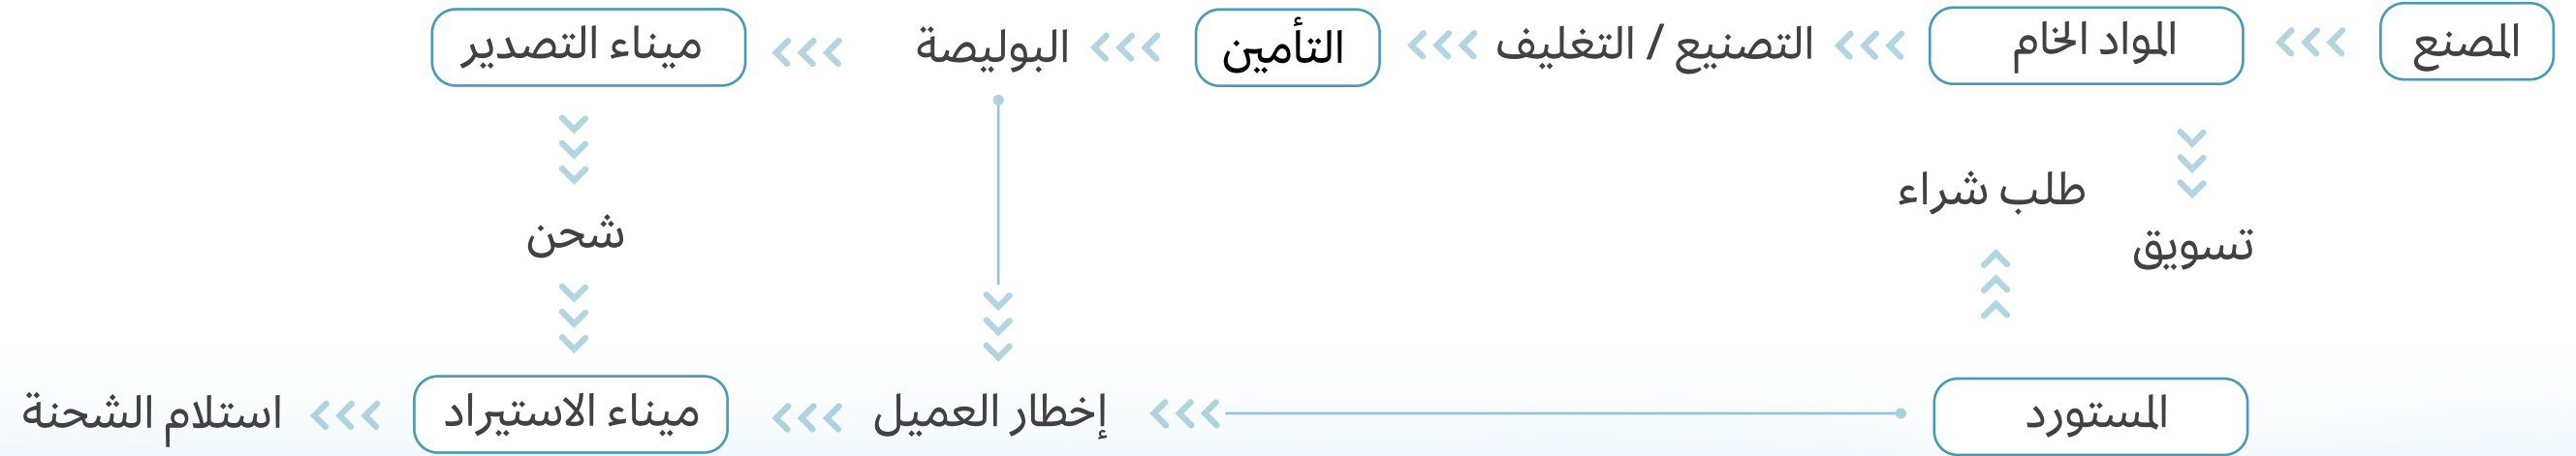 المصنع
المواد الخام
التصنيع / التغليف
التأمين
البوليصة
ميناء التصدير
طلب شراء
تسويق
شحن
المستورد
إخطار العميل
ميناء الاستيراد
استلام الشحنة